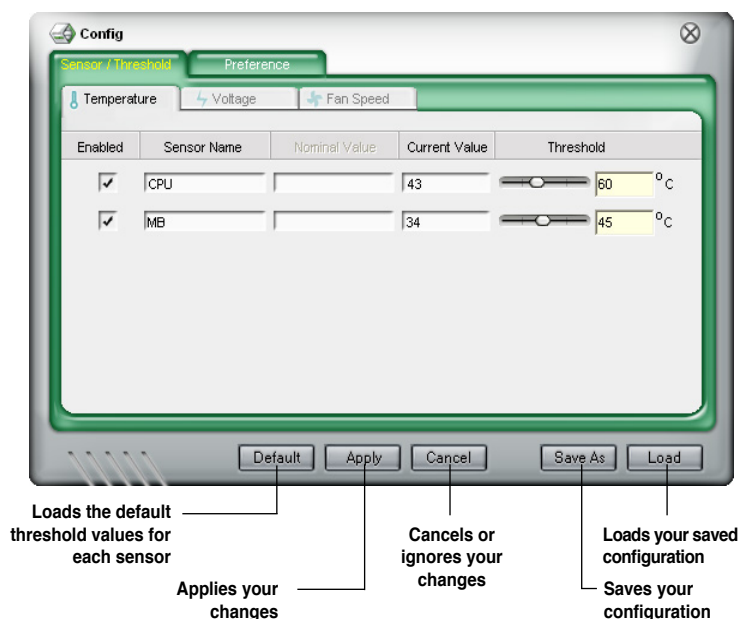 Config
Sensor / Threshold Preference
Temperature Voltage Fan Speed
Enabled Sensor Name Nominal Value Current Value Threshold
CPU 43 60 °C
MB 34 45 °C
Default Apply Cancel Save As Load
Loads the default
threshold values for
each sensor
Applies your
changes
Cancels or
ignores your
changes
Saves your
configuration
Loads your saved
configuration